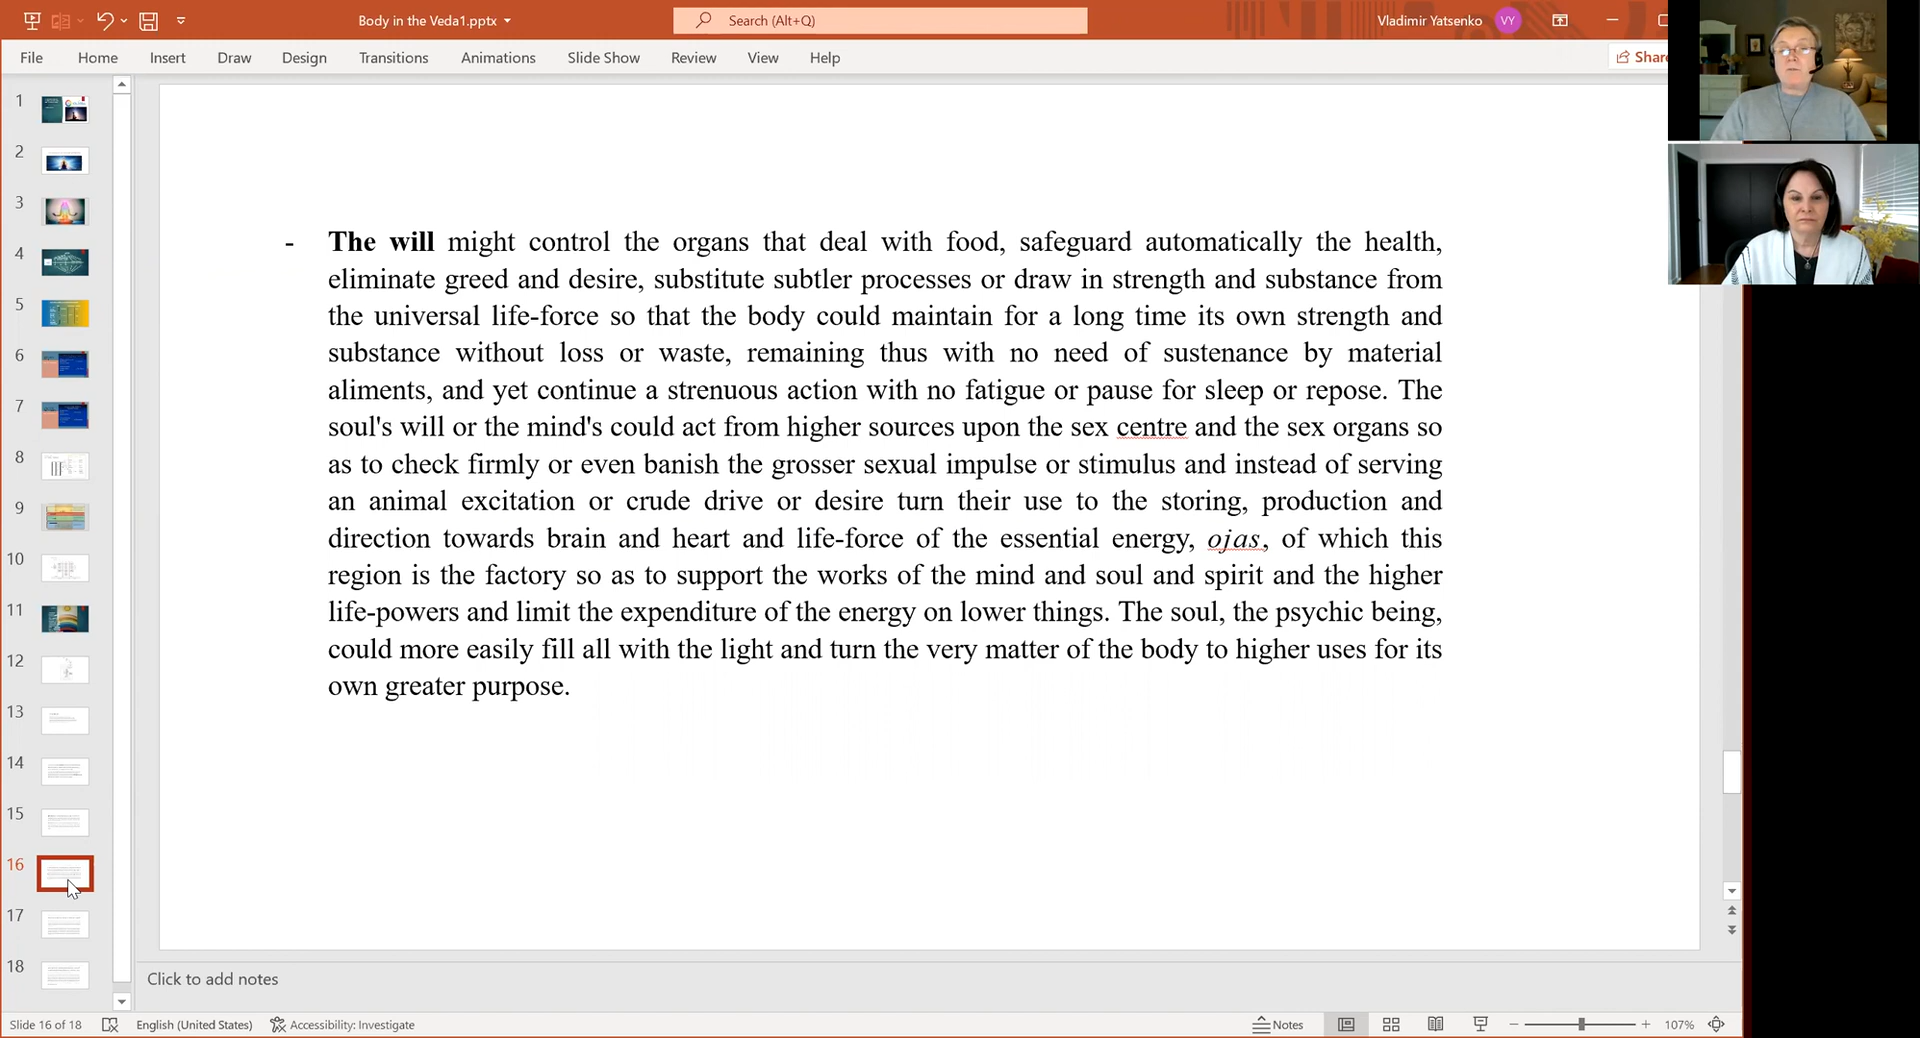 Body in the Veda1.pptx
Search (Alt+Q)
Vladimir Yatsenko
VY
File Home Insert Draw Design Transitions Animations Slide Show Review View Help
Share
1
2
3
4
5
6
7
8
9
10
11
12
13
14
15
16
17
18
- The will might control the organs that deal with food, safeguard automatically the health,
eliminate greed and desire, substitute subtler processes or draw in strength and substance from
the universal life-force so that the body could maintain for a long time its own strength and
substance without loss or waste, remaining thus with no need of sustenance by material
aliments, and yet continue a strenuous action with no fatigue or pause for sleep or repose. The
soul's will or the mind's could act from higher sources upon the sex centre and the sex organs so
as to check firmly or even banish the grosser sexual impulse or stimulus and instead of serving
an animal excitation or crude drive or desire turn their use to the storing, production and
direction towards brain and heart and life-force of the essential energy, ojas, of which this
region is the factory so as to support the works of the mind and soul and spirit and the higher
life-powers and limit the expenditure of the energy on lower things. The soul, the psychic being,
could more easily fill all with the light and turn the very matter of the body to higher uses for its
own greater purpose.
Click to add notes
Slide 16 of 18 English (United States) Accessibility: Investigate Notes 107%